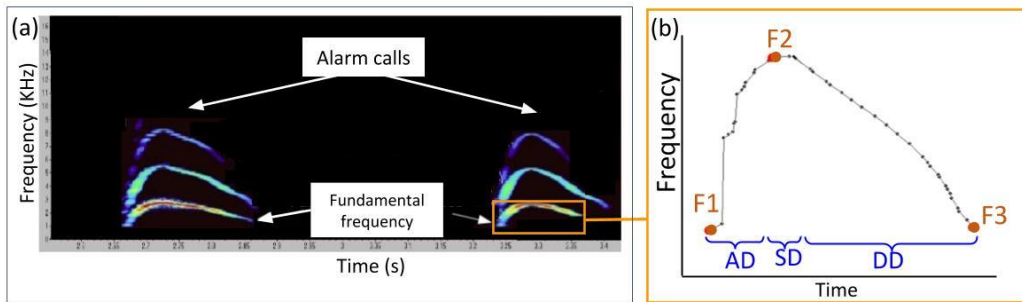 (a)
Alarm calls
Frequency (KHz)
Fundamental
frequency
Time (s)
(b)
Frequency
F1
F2
F3
AD
SD
DD
Time